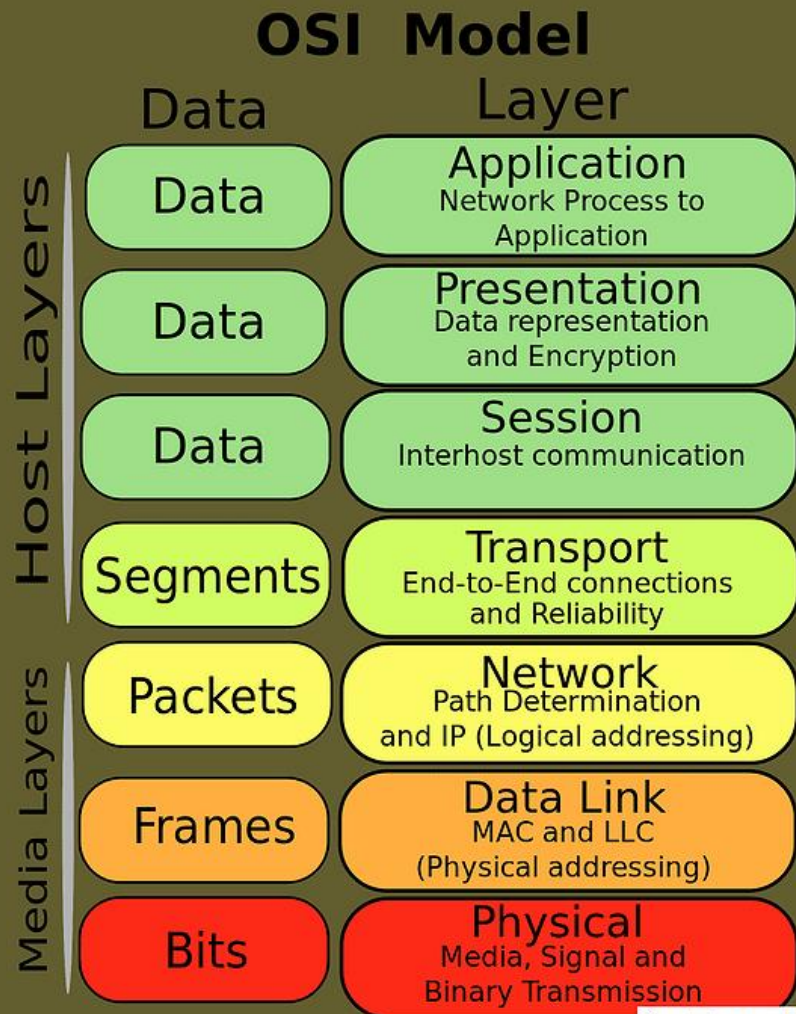 OSI Model
Data
Layer
Host Layers
Data
Application
Network Process to
Application
Data
Presentation
Data representation
and Encryption
Data
Session
Interhost communication
Segments
Transport
End-to-End connections
and Reliability
Media Layers
Packets
Network
Path Determination
and IP (Logical addressing)
Frames
Data Link
MAC and LLC
(Physical addressing)
Bits
Physical
Media, Signal and
Binary Transmission